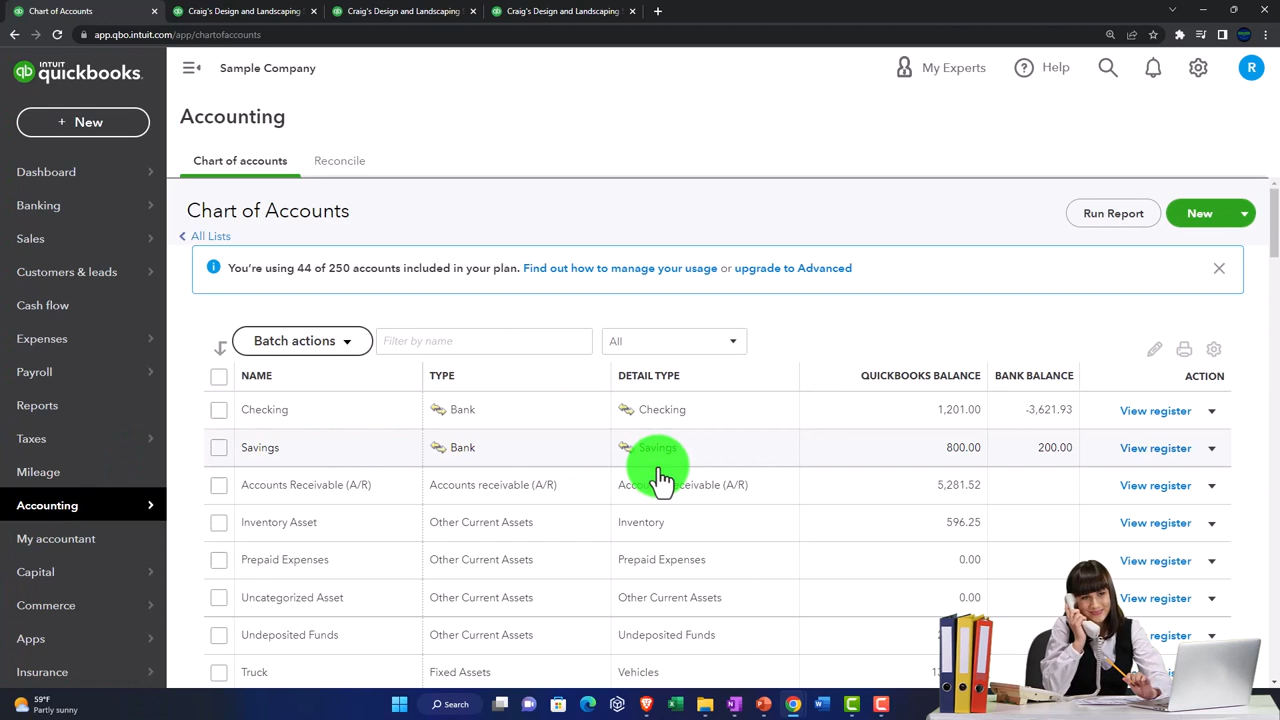 Chart of Accounts
Craig's Design and Landscaping
Craig's Design and Landscaping
Craig's Design and Landscaping
app.qbo.intuit.com/app/chartofaccounts
INTUIT
quickbooks.
Sample Company
My Experts
Help
R
+ New
Accounting
Chart of accounts
Reconcile
Dashboard
Banking
Sales
Customers & leads
Cash flow
Expenses
Payroll
Reports
Taxes
Mileage
Accounting
My accountant
Capital
Commerce
Apps
Insurance
Chart of Accounts
All Lists
Run Report
New
You're using 44 of 250 accounts included in your plan. Find out how to manage your usage or upgrade to Advanced
Batch actions
Filter by name
All
NAME TYPE DETAIL TYPE QUICKBOOKS BALANCE BANK BALANCE ACTION
Checking Bank Checking 1,201.00 -3,621.93 View register
Savings Bank Savings 800.00 200.00 View register
Accounts Receivable (A/R) Accounts receivable (A/R) Accounts Receivable (A/R) 5,281.52 View register
Inventory Asset Other Current Assets Inventory 596.25 View register
Prepaid Expenses Other Current Assets Prepaid Expenses 0.00 View register
Uncategorized Asset Other Current Assets Other Current Assets 0.00 View register
Undeposited Funds Other Current Assets Undeposited Funds register
Truck Fixed Assets Vehicles
59°F
Partly sunny
Search